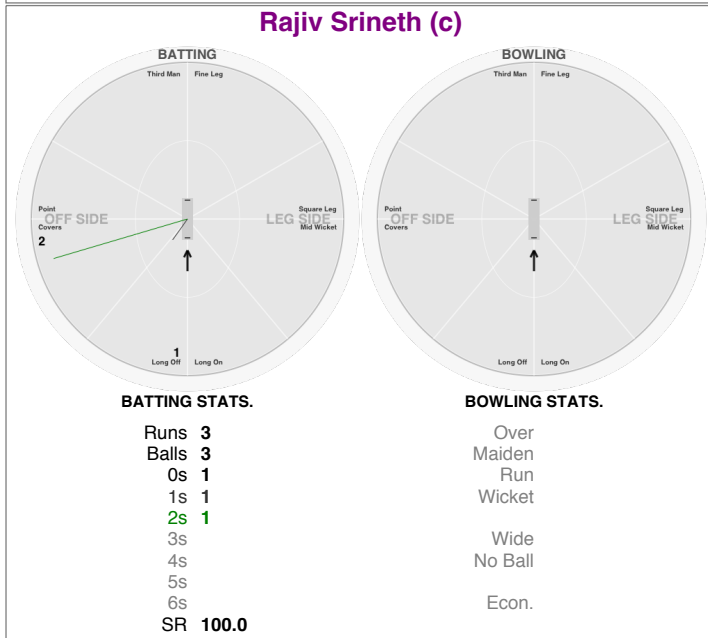 Rajiv Srineth (c)
BATTING
Third Man Fine Leg
Point
OFF SIDE
Covers
2
Square Leg
LEG SIDE
Mid Wicket
1
Long Off Long On
BOWLING
Third Man Fine Leg
Point
OFF SIDE
Covers
Square Leg
LEG SIDE
Mid Wicket
Long Off Long On
BATTING STATS.
Runs 3
Balls 3
0s 1
1s 1
2s 1
3s
4s
5s
6s
SR 100.0
BOWLING STATS.
Over
Maiden
Run
Wicket
Wide
No Ball
Econ.